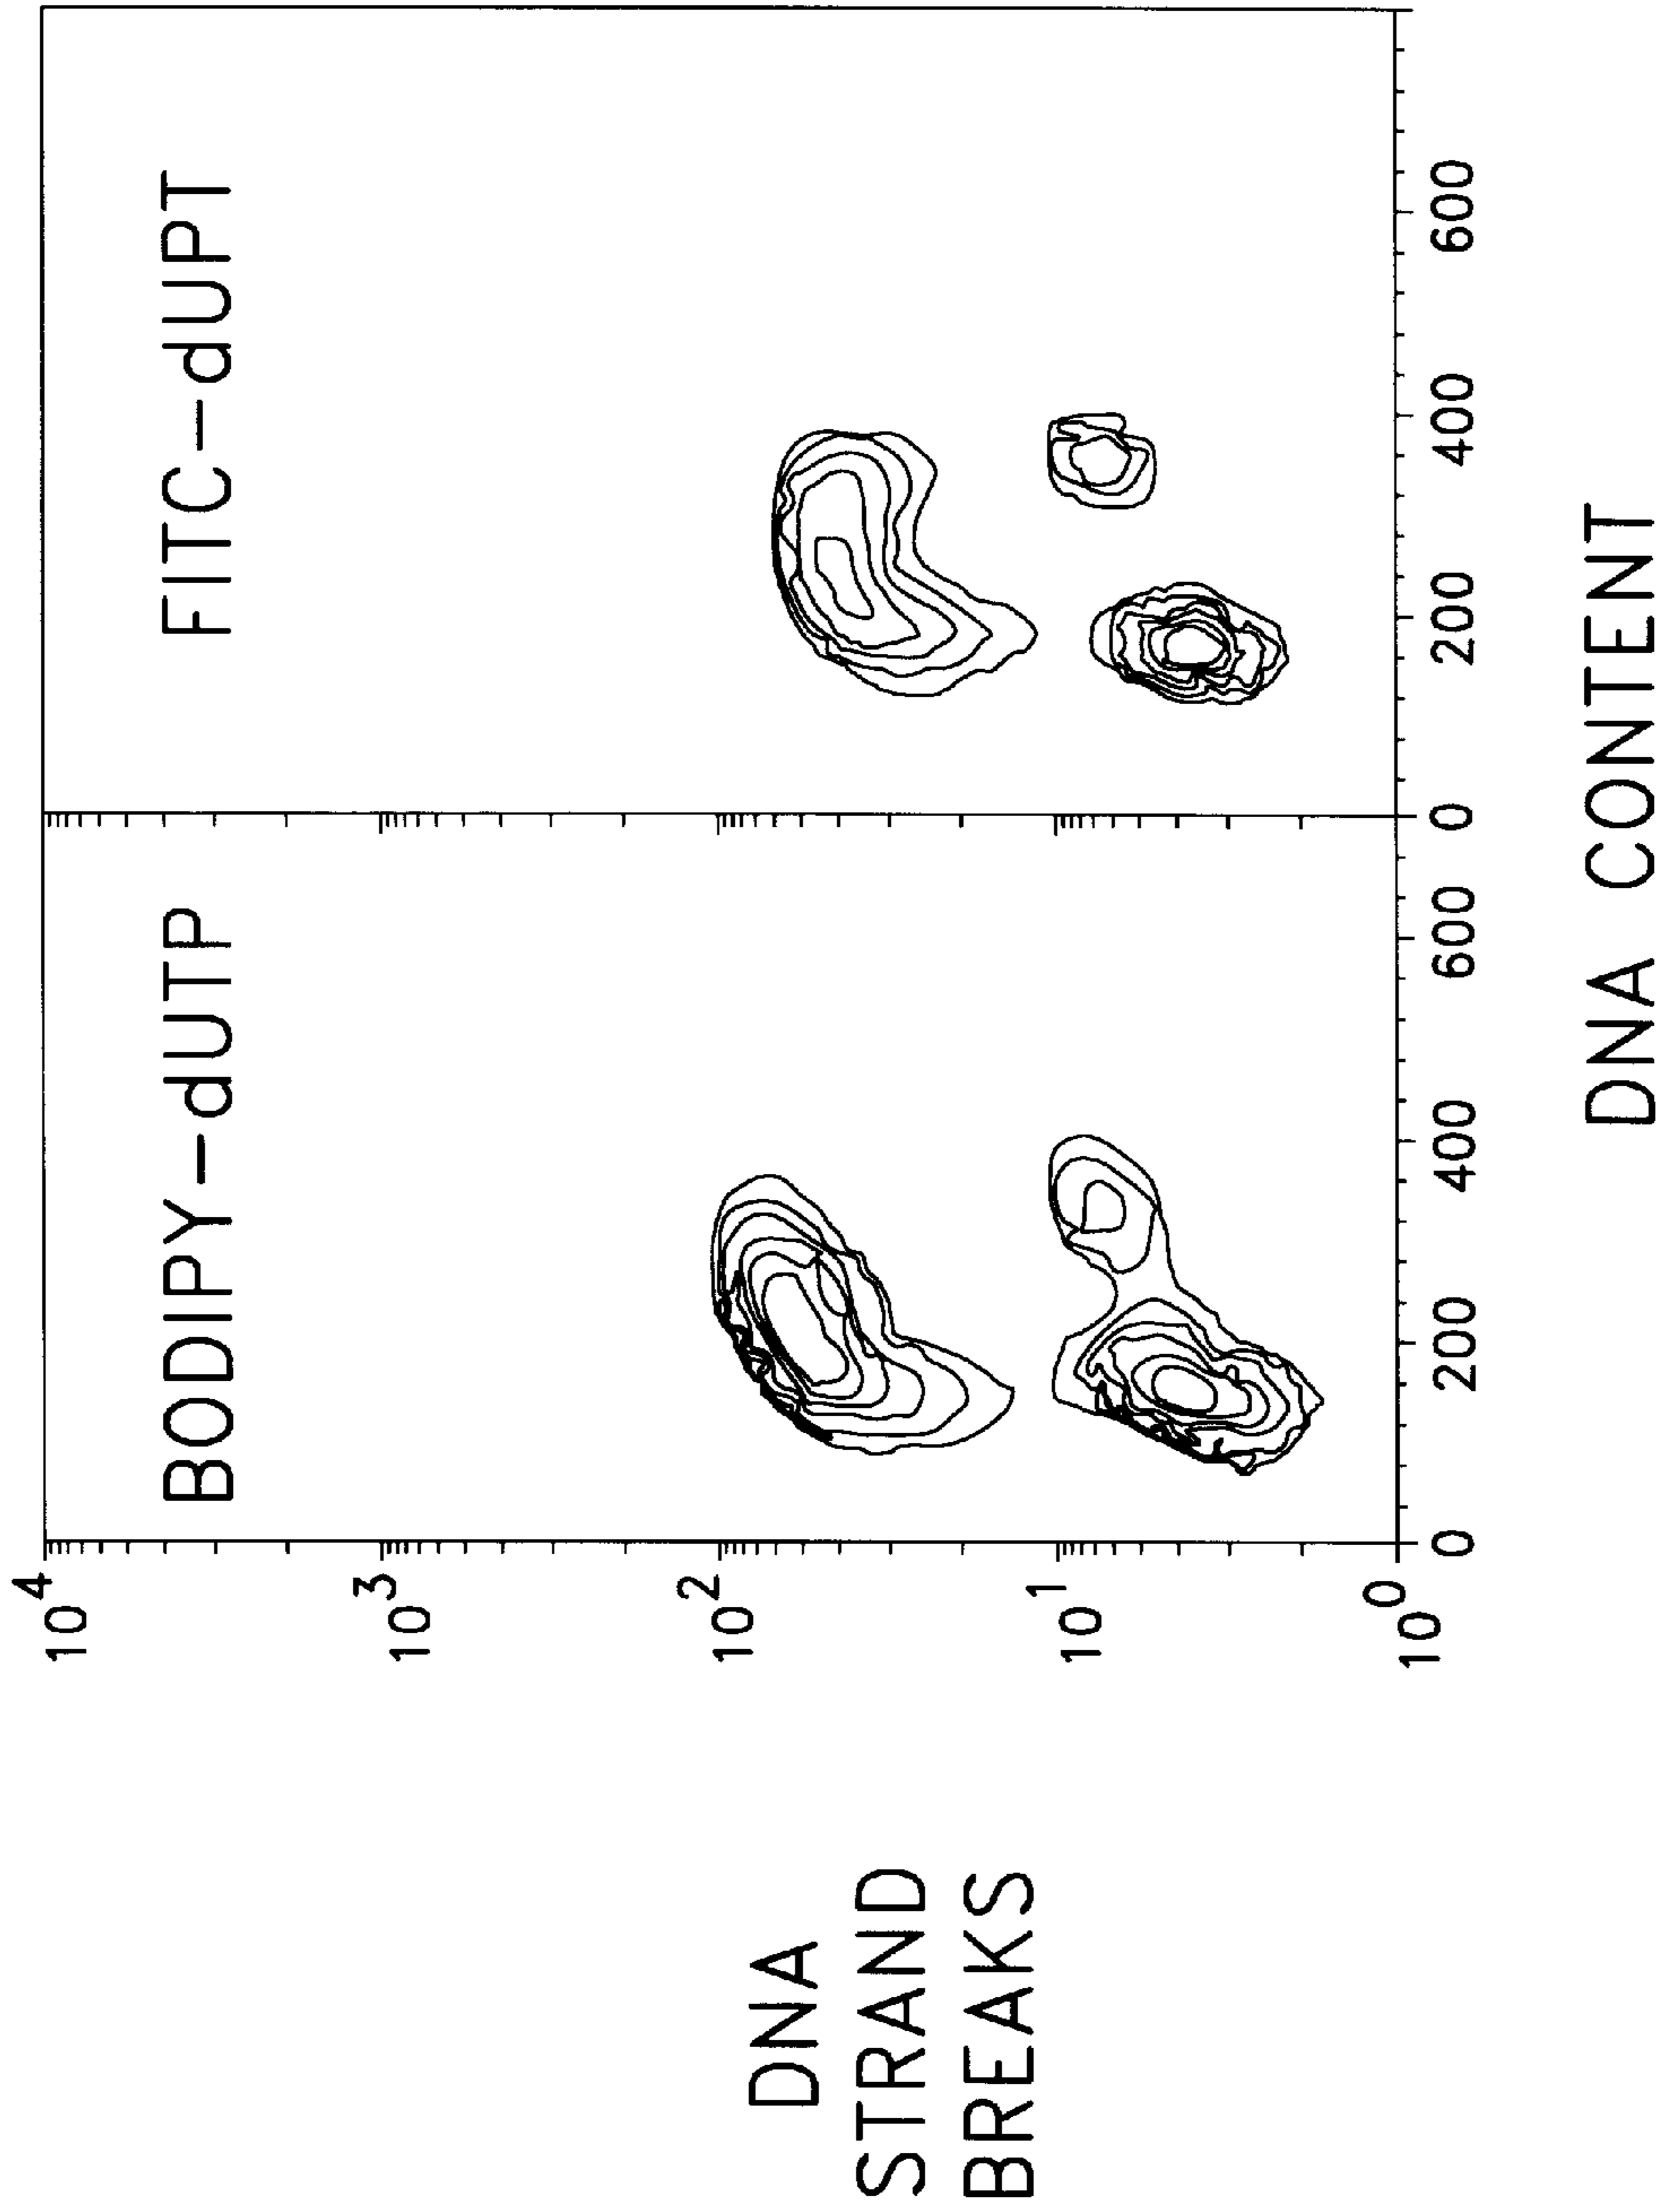 BODIPY-dUTP
FITC-dUPT
10^4
10^3
10^2
10^1
10^0
DNA
STRAND
BREAKS
0 200 400 600 0 200 400 600
DNA CONTENT